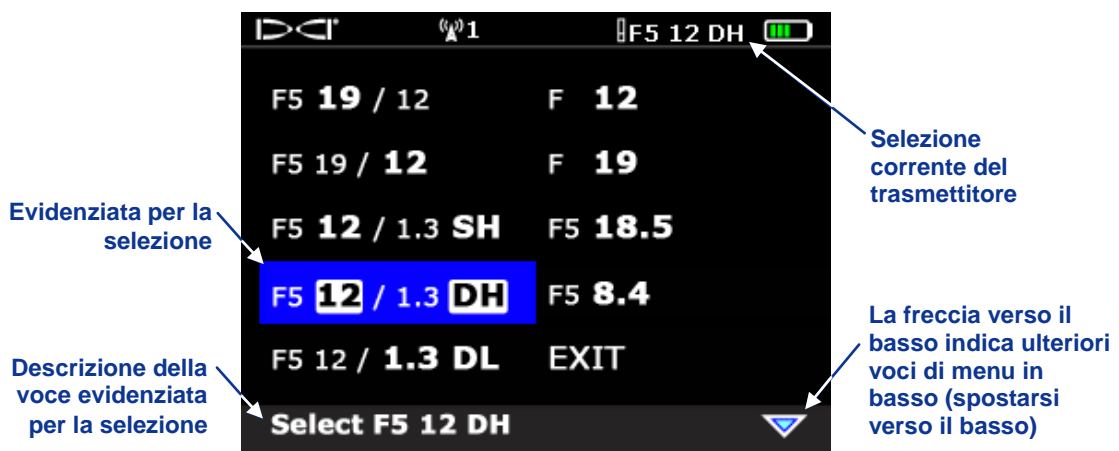 DCI 1 F5 12 DH
F5 19 / 12
F 12
F5 19 / 12
F 19
F5 12 / 1.3 SH
F5 18.5
F5 12 / 1.3 DH
F5 8.4
F5 12 / 1.3 DL
EXIT
Select F5 12 DH
Evidenziata per la
selezione
Descrizione della
voce evidenziata
per la selezione
Selezione
corrente del
trasmettitore
La freccia verso il
basso indica ulteriori
voci di menu in
basso (spostarsi
verso il basso)